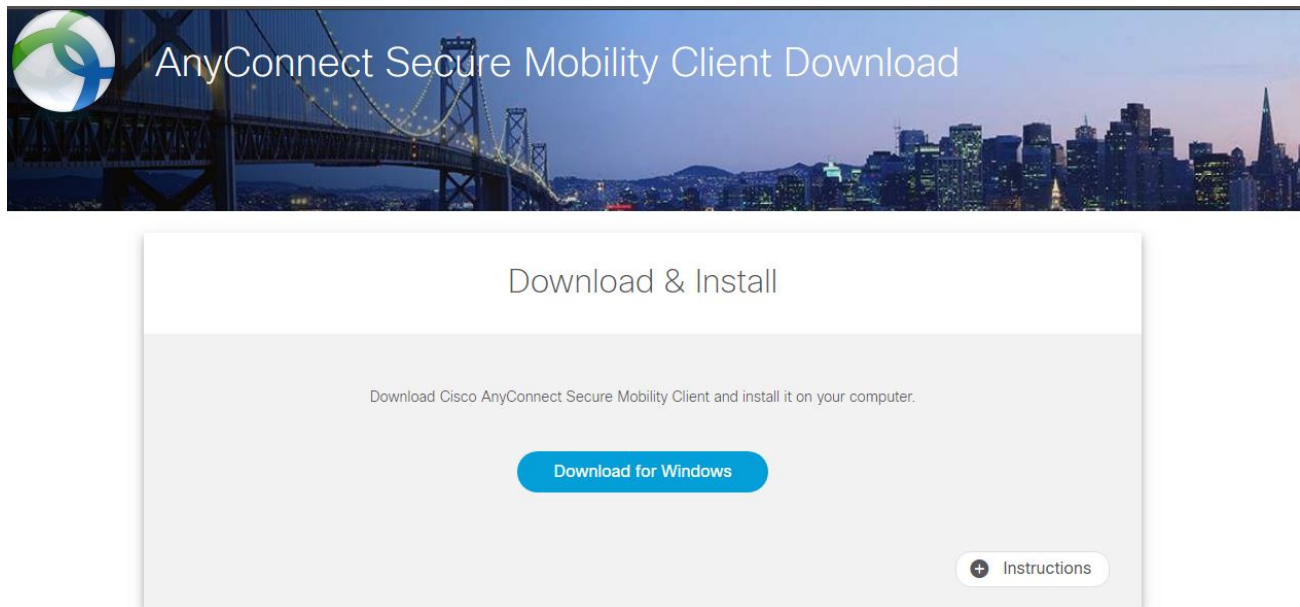 AnyConnect Secure Mobility Client Download
Download & Install
Download Cisco AnyConnect Secure Mobility Client and install it on your computer.
Download for Windows
Instructions